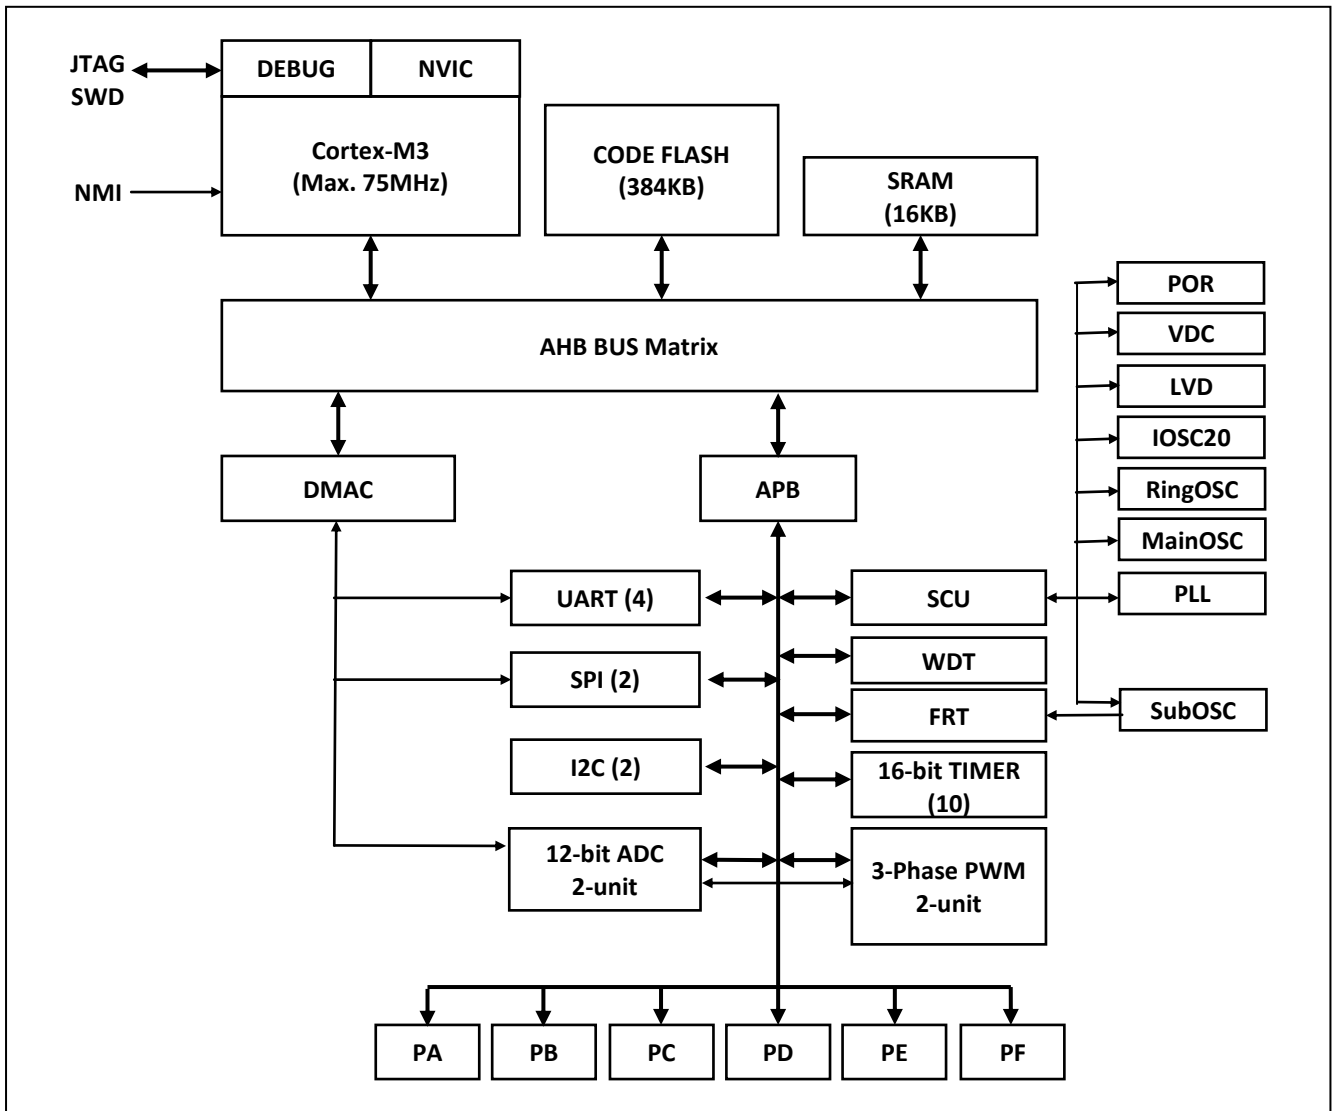 JTAG
SWD
DEBUG
NVIC
Cortex-M3
(Max. 75MHz)
NMI
CODE FLASH
(384KB)
SRAM
(16KB)
AHB BUS Matrix
POR
VDC
LVD
IOSC20
RingOSC
MainOSC
PLL
SubOSC
DMAC
APB
UART (4)
SCU
WDT
SPI (2)
FRT
I2C (2)
16-bit TIMER
(10)
12-bit ADC
2-unit
3-Phase PWM
2-unit
PA
PB
PC
PD
PE
PF